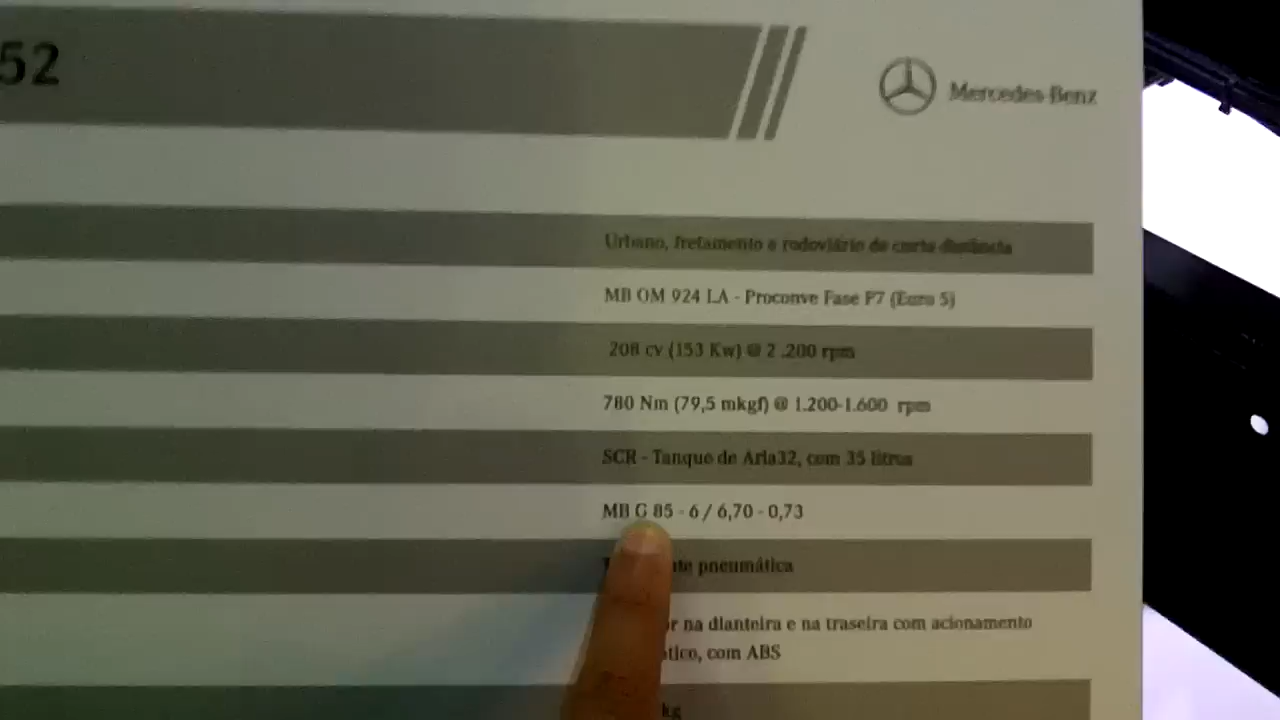 52
Mercedes-Benz
Urbano, fretamento e rodoviário de curta distância
MB OM 924 LA - Proconve Fase P7 (Euro 5)
208 cv (153 Kw) @ 2 .200 rpm
780 Nm (79,5 mkgf) @ 1.200-1.600 rpm
SCR - Tanque de Arla32, com 35 litros
MB G 85 - 6 / 6,70 - 0,73
pneumática
na dianteira e na traseira com acionamento
com ABS
kg